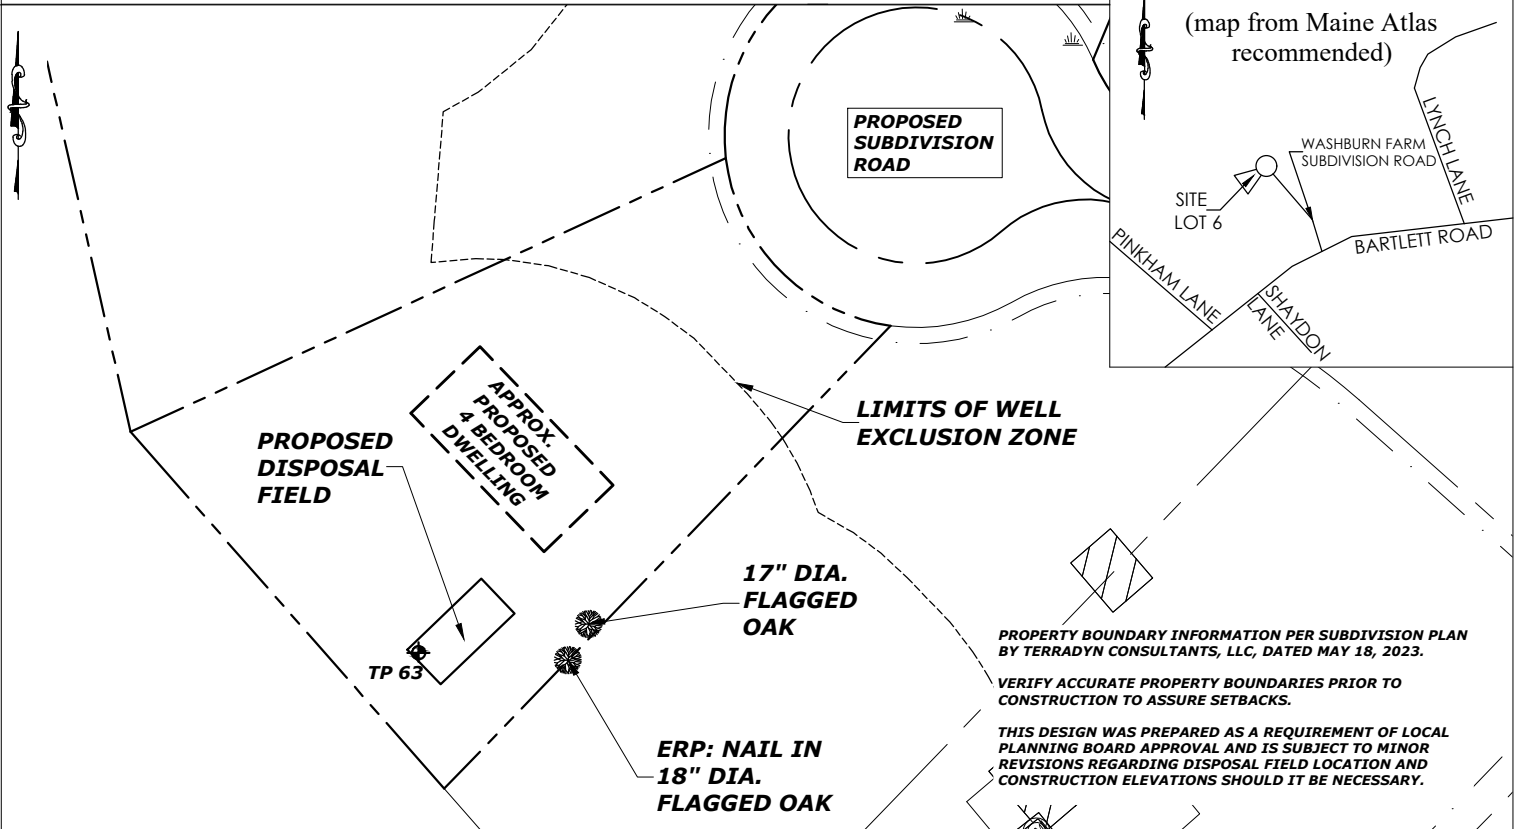 (map from Maine Atlas
recommended)
LYNCH LANE
WASHBURN FARM
SUBDIVISION ROAD
SITE
LOT 6
BARTLETT ROAD
PINKHAM LANE
SHAYDON
LANE
PROPOSED
SUBDIVISION
ROAD
APPROX.
PROPOSED
4 BEDROOM
DWELLING
LIMITS OF WELL
EXCLUSION ZONE
PROPOSED
DISPOSAL
FIELD
17" DIA.
FLAGGED
OAK
TP 63
ERP: NAIL IN
18" DIA.
FLAGGED OAK
PROPERTY BOUNDARY INFORMATION PER SUBDIVISION PLAN
BY TERRADYN CONSULTANTS, LLC, DATED MAY 18, 2023.
VERIFY ACCURATE PROPERTY BOUNDARIES PRIOR TO
CONSTRUCTION TO ASSURE SETBACKS.
THIS DESIGN WAS PREPARED AS A REQUIREMENT OF LOCAL
PLANNING BOARD APPROVAL AND IS SUBJECT TO MINOR
REVISIONS REGARDING DISPOSAL FIELD LOCATION AND
CONSTRUCTION ELEVATIONS SHOULD IT BE NECESSARY.